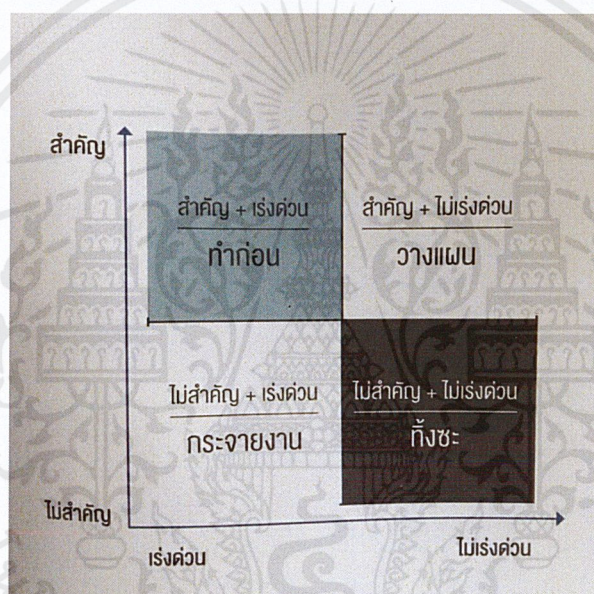 สำคัญ
สำคัญ + เร่งด่วน
ทำก่อน
สำคัญ + ไม่เร่งด่วน
วางแผน
ไม่สำคัญ + เร่งด่วน
กระจายงาน
ไม่สำคัญ + ไม่เร่งด่วน
ทิ้งซะ
ไม่สำคัญ
เร่งด่วน
ไม่เร่งด่วน